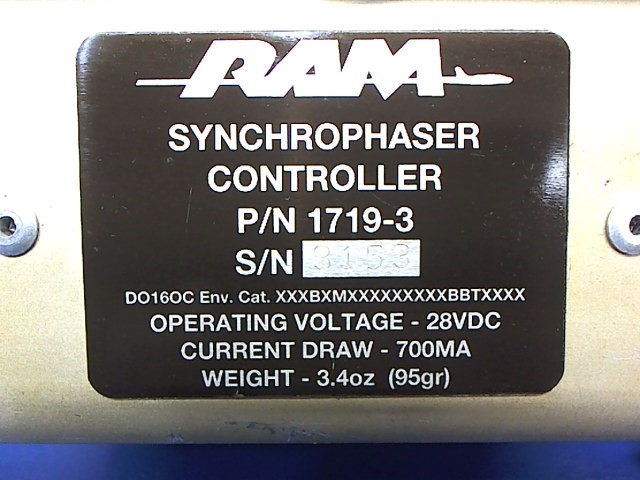 RAM
SYNCHROPHASER
CONTROLLER
P/N 1719-3
S/N 3153
DO16OC Env. Cat. XXXBXMXXXXXXXXXBBTXXXX
OPERATING VOLTAGE - 28VDC
CURRENT DRAW - 700MA
WEIGHT - 3.4oz (95gr)